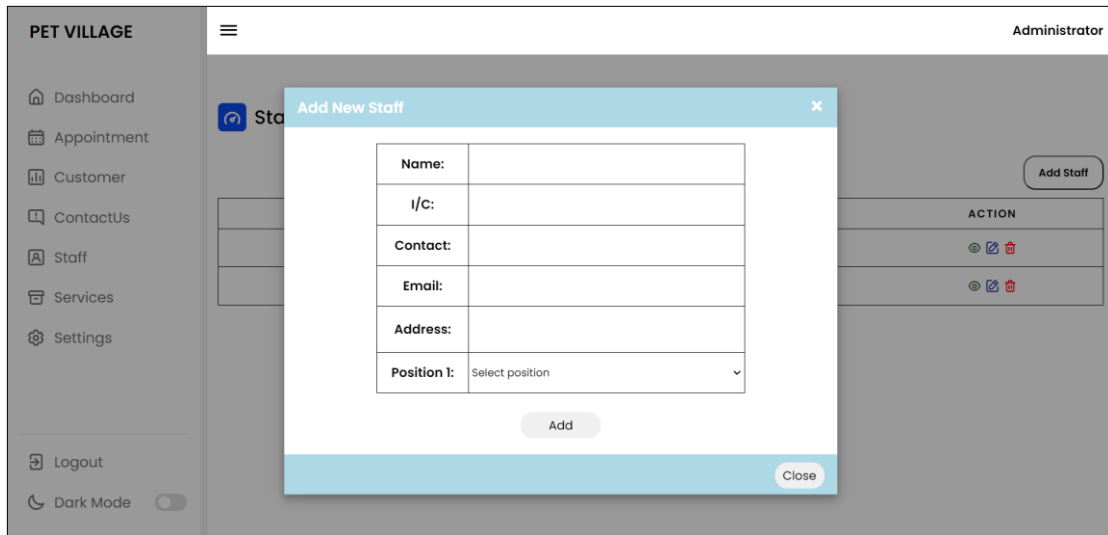 PET VILLAGE
Administrator
Dashboard
Appointment
Customer
ContactUs
Staff
Services
Settings
Logout
Dark Mode
Sta
Add Staff
ACTION
Add New Staff
Name:
I/C:
Contact:
Email:
Address:
Position 1: Select position
Add
Close